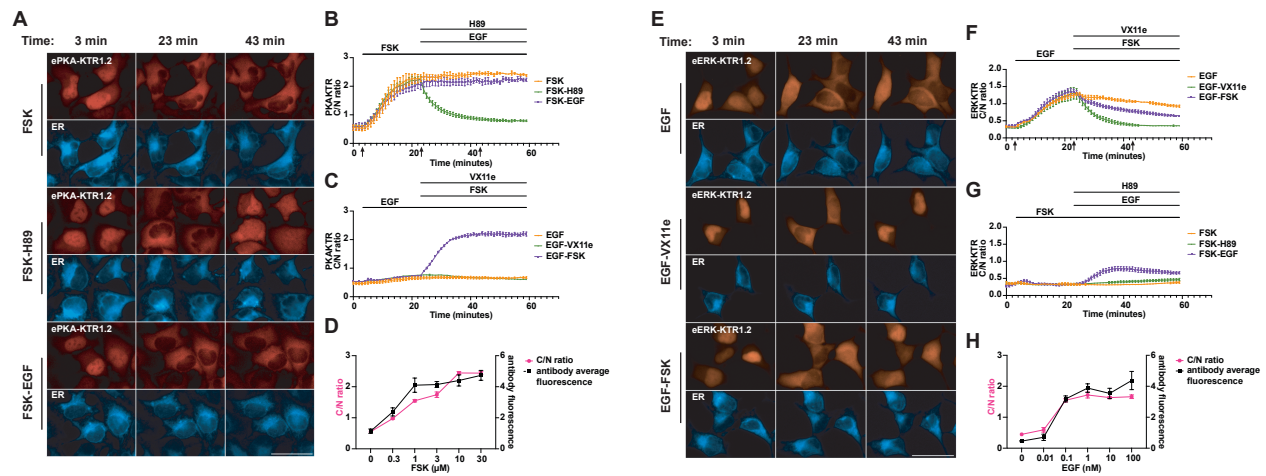 A
Time: 3 min 23 min 43 min
FSK
ePKA-KTR1.2
ER
FSK-H89
ePKA-KTR1.2
ER
FSK-EGF
ePKA-KTR1.2
ER
B
H89
EGF
FSK
PKAKTR
C/N ratio
3
2
1
0
0 20 40 60
Time (minutes)
FSK
FSK-H89
FSK-EGF
C
VX11e
FSK
EGF
PKAKTR
C/N ratio
3
2
1
0
0 20 40 60
Time (minutes)
EGF
EGF-VX11e
EGF-FSK
D
C/N ratio
3
2
1
0
0 0.3 1 3 10 30
FSK (µM)
6
4
2
0
antibody average
fluorescence
C/N ratio
antibody average
fluorescence
E
Time: 3 min 23 min 43 min
EGF
eERK-KTR1.2
ER
EGF-VX11e
eERK-KTR1.2
ER
EGF-FSK
eERK-KTR1.2
ER
F
VX11e
FSK
EGF
ERKKTR
C/N ratio
2.0
1.5
1.0
0.5
0.0
0 20 40 60
Time (minutes)
EGF
EGF-VX11e
EGF-FSK
G
H89
EGF
FSK
ERKKTR
C/N ratio
2.0
1.5
1.0
0.5
0.0
0 20 40 60
Time (minutes)
FSK
FSK-H89
FSK-EGF
H
C/N ratio
3
2
1
0
0 0.01 0.1 1 10 100
EGF (nM)
6
4
2
0
antibody average
fluorescence
C/N ratio
antibody average
fluorescence